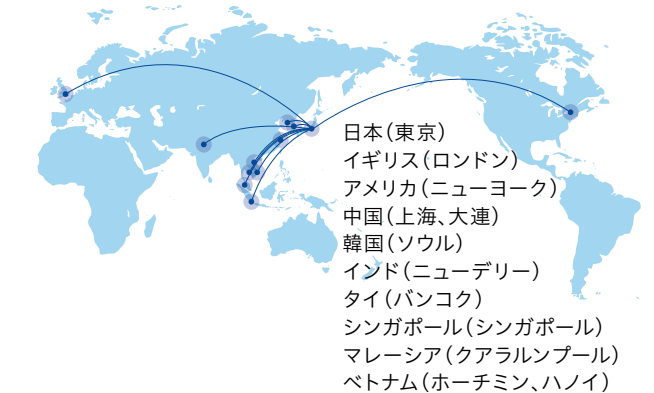 日本（東京）
イギリス（ロンドン）
アメリカ（ニューヨーク）
中国（上海、大連）
韓国（ソウル）
インド（ニューデリー）
タイ（バンコク）
シンガポール（シンガポール）
マレーシア（クアラルンプール）
ベトナム（ホーチミン、ハノイ）